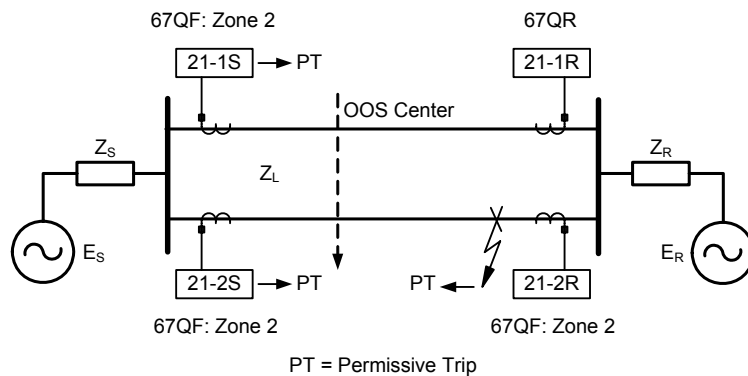 67QF: Zone 2 67QR
21-1S PT 21-1R
OOS Center
Z_S Z_L Z_R
E_S E_R
21-2S PT PT 21-2R
67QF: Zone 2 67QF: Zone 2
PT = Permissive Trip